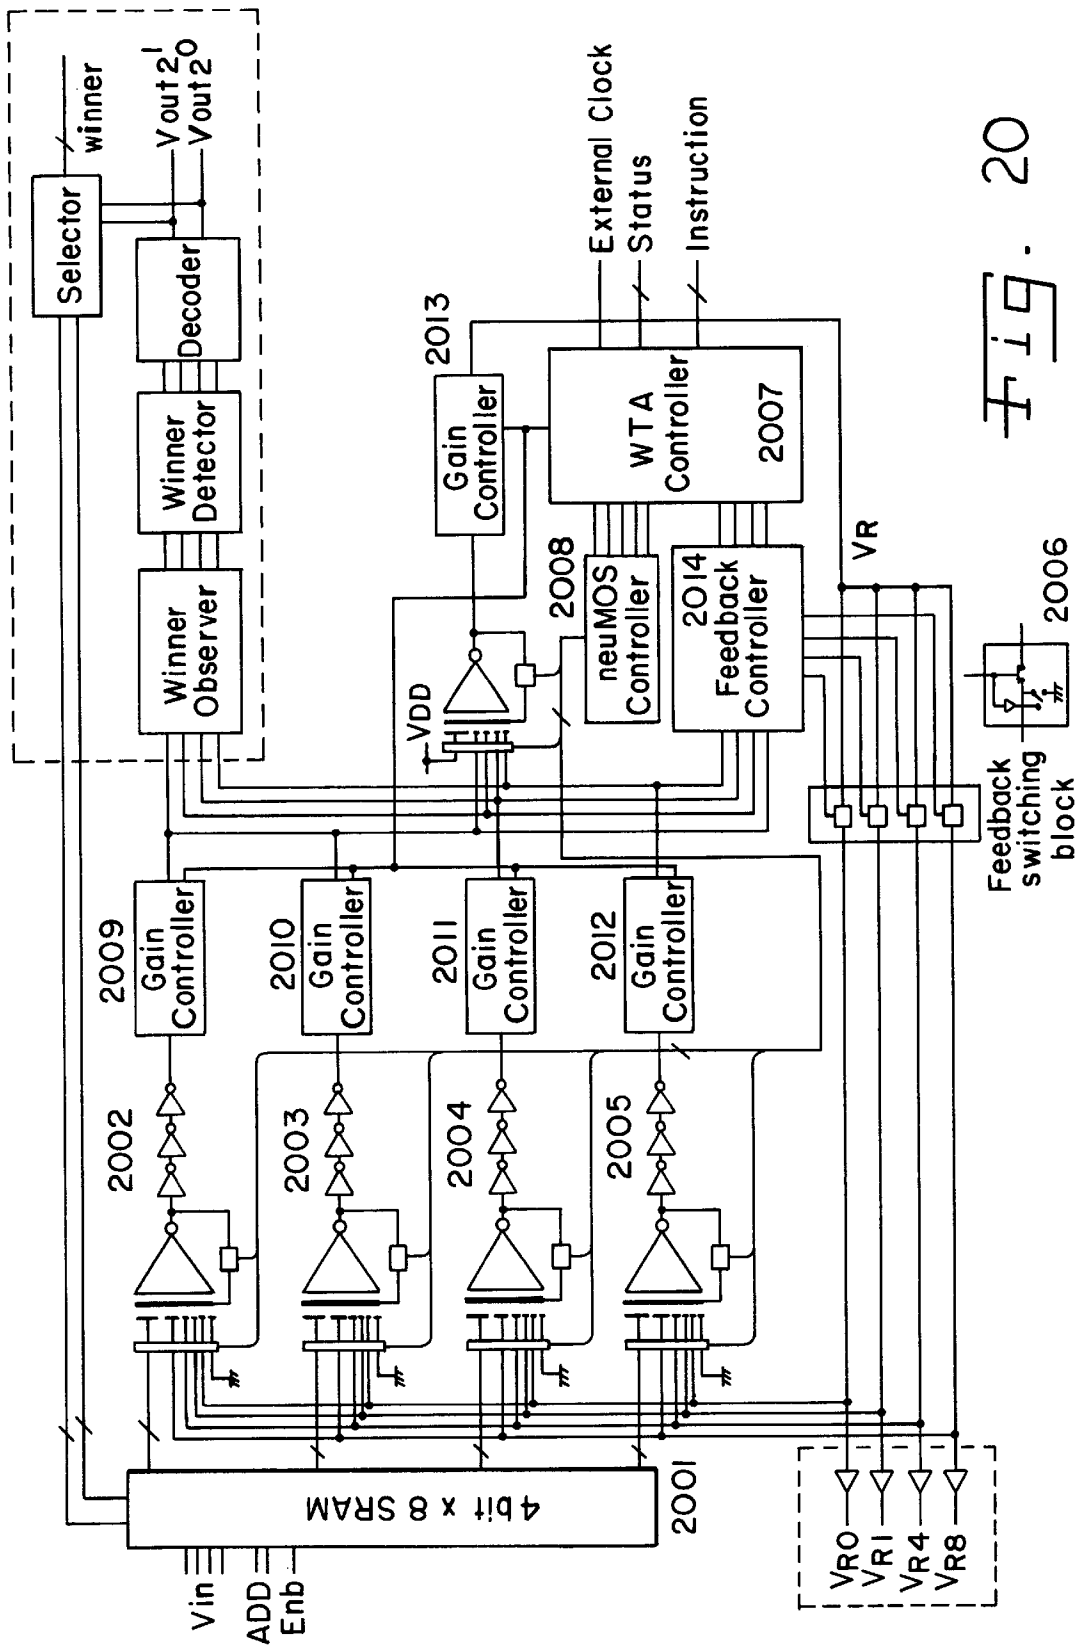 winner
Selector
Vout2¹
Vout2⁰
Decoder
Winner
Detector
Winner
Observer
External Clock
Status
Instruction
2013
Gain
Controller
WTA
Controller
2007
2008
neuMOS
Controller
2014
Feedback
Controller
VDD
VR
2006
Feedback
switching
block
2009
Gain
Controller
2010
Gain
Controller
2011
Gain
Controller
2012
Gain
Controller
2002
2003
2004
2005
4bit x 8 SRAM
2001
Vin
ADD
Enb
VR0
VR1
VR4
VR8
Fig. 20